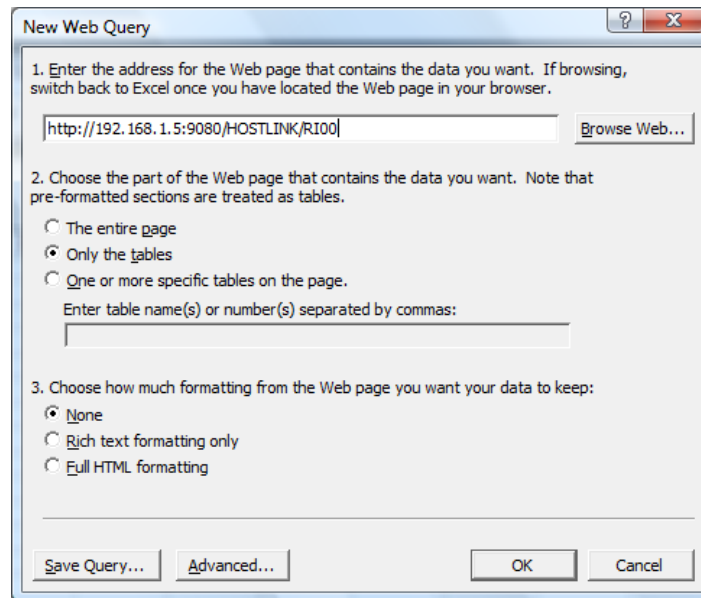 New Web Query
1. Enter the address for the Web page that contains the data you want. If browsing,
switch back to Excel once you have located the Web page in your browser.
http://192.168.1.5:9080/HOSTLINK/RI00
Browse Web...
2. Choose the part of the Web page that contains the data you want. Note that
pre-formatted sections are treated as tables.
The entire page
Only the tables
One or more specific tables on the page.
Enter table name(s) or number(s) separated by commas:
3. Choose how much formatting from the Web page you want your data to keep:
None
Rich text formatting only
Full HTML formatting
Save Query...
Advanced...
OK
Cancel